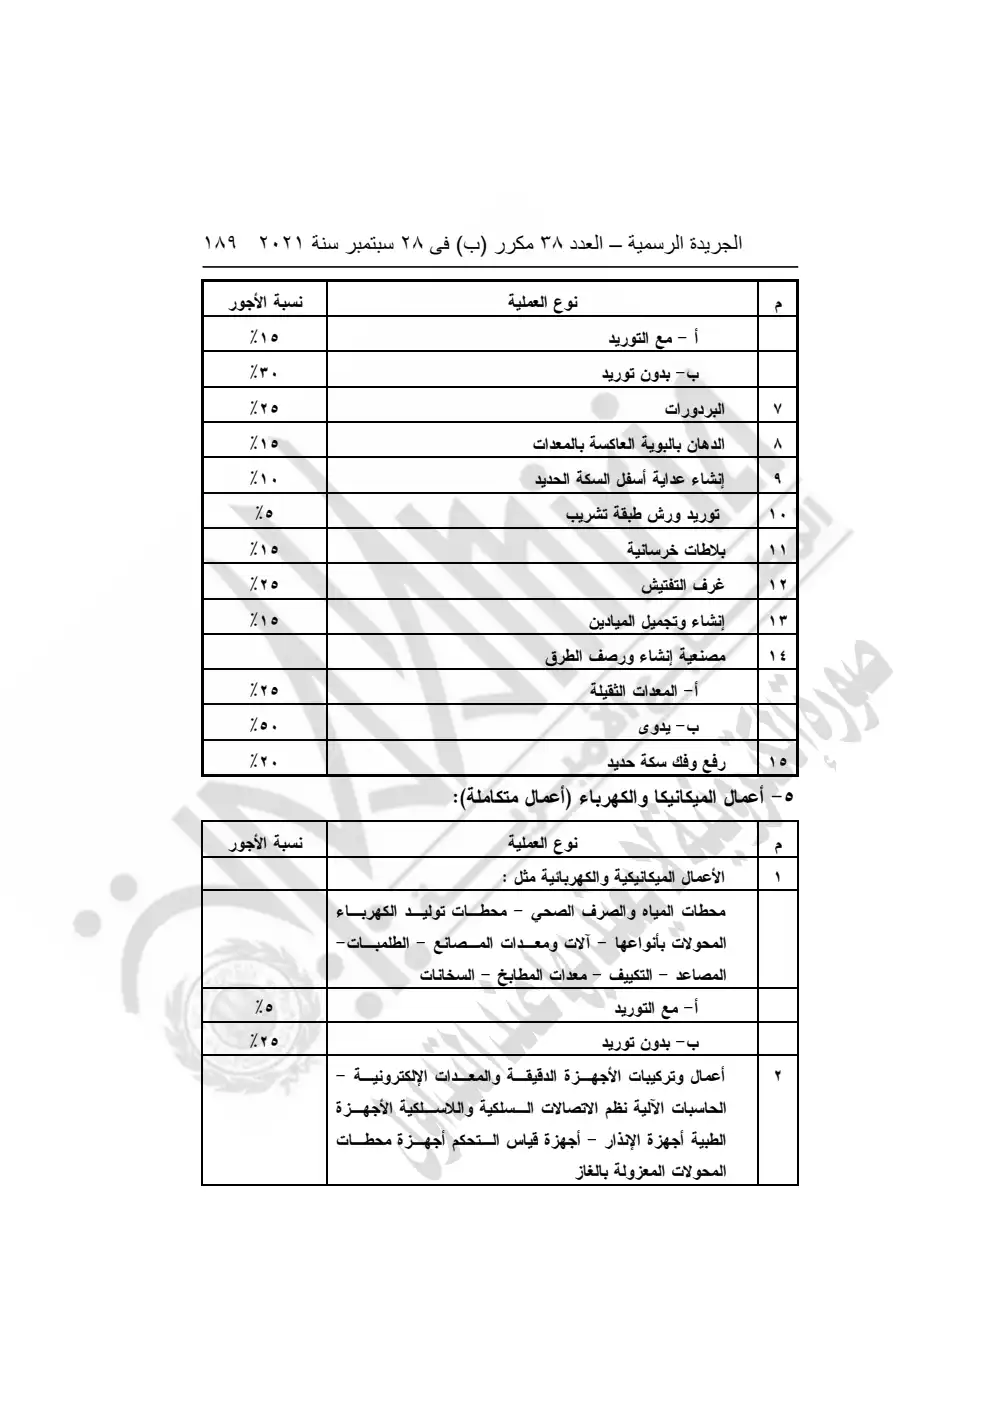 الجريدة الرسمية – العدد ٣٨ مكرر (ب) فى ٢٨ سبتمبر سنة ٢٠٢١ ١٨٩
م نوع العملية نسبة الأجور
أ – مع التوريد ١٥٪
ب– بدون توريد ٣٠٪
٧ البردورات ٢٥٪
٨ الدهان بالبوية العاكسة بالمعدات ١٥٪
٩ إنشاء عداية أسفل السكة الحديد ١٠٪
١٠ توريد ورش طبقة تشريب ٥٪
١١ بلاطات خرسانية ١٥٪
١٢ غرف التفتيش ٢٥٪
١٣ إنشاء وتجميل الميادين ١٥٪
١٤ مصنعية إنشاء ورصف الطرق
أ– المعدات الثقيلة ٢٥٪
ب– يدوى ٥٠٪
١٥ رفع وفك سكة حديد ٢٠٪
٥– أعمال الميكانيكا والكهرباء (أعمال متكاملة):
م نوع العملية نسبة الأجور
١ الأعمال الميكانيكية والكهربائية مثل :
محطات المياه والصرف الصحي – محطات توليد الكهرباء
المحولات بأنواعها – آلات ومعدات المصانع – الطلمبات–
المصاعد – التكييف – معدات المطابخ – السخانات
أ– مع التوريد ٥٪
ب– بدون توريد ٢٥٪
٢ أعمال وتركيبات الأجهزة الدقيقة والمعدات الإلكترونية –
الحاسبات الآلية نظم الاتصالات السلكية واللاسلكية الأجهزة
الطبية أجهزة الإنذار – أجهزة قياس التحكم أجهزة محطات
المحولات المعزولة بالغاز
صورة إلكترونية لا يعتد بها عند التداول